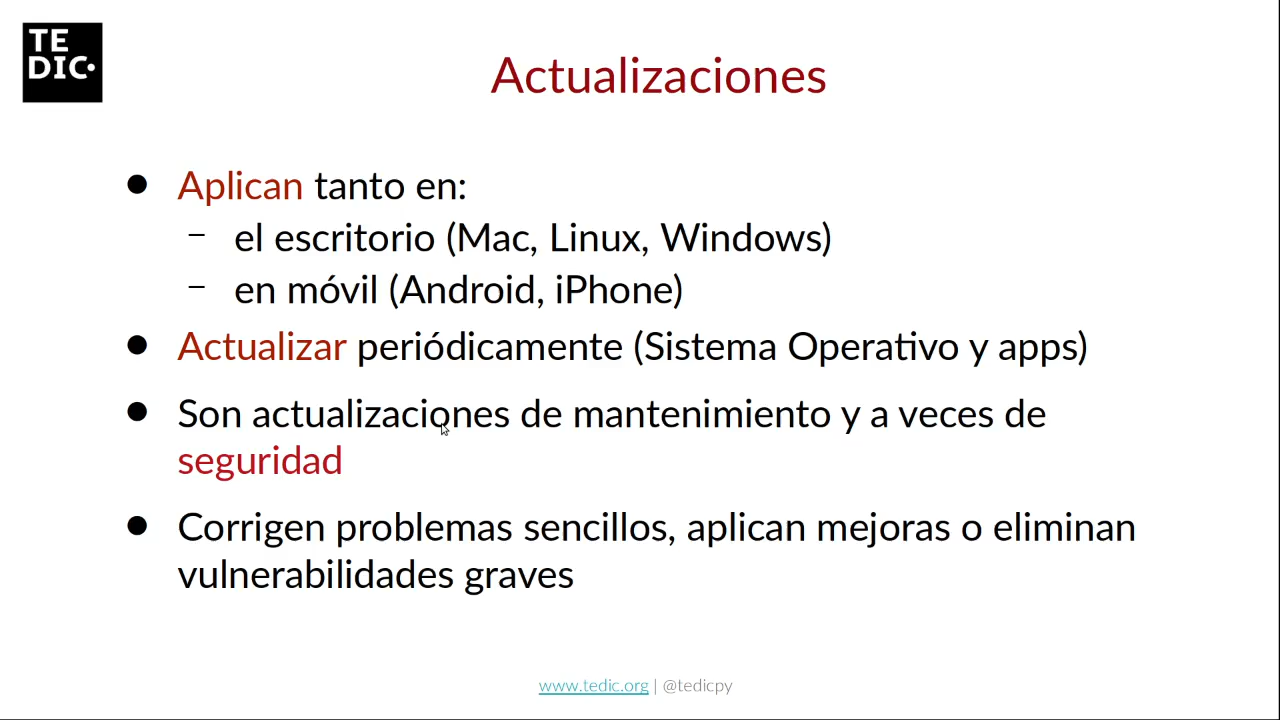 TE
DIC
Actualizaciones
● Aplican tanto en:
– el escritorio (Mac, Linux, Windows)
– en móvil (Android, iPhone)
● Actualizar periódicamente (Sistema Operativo y apps)
● Son actualizaciones de mantenimiento y a veces de
seguridad
● Corrigen problemas sencillos, aplican mejoras o eliminan
vulnerabilidades graves
www.tedic.org | @tedicpy